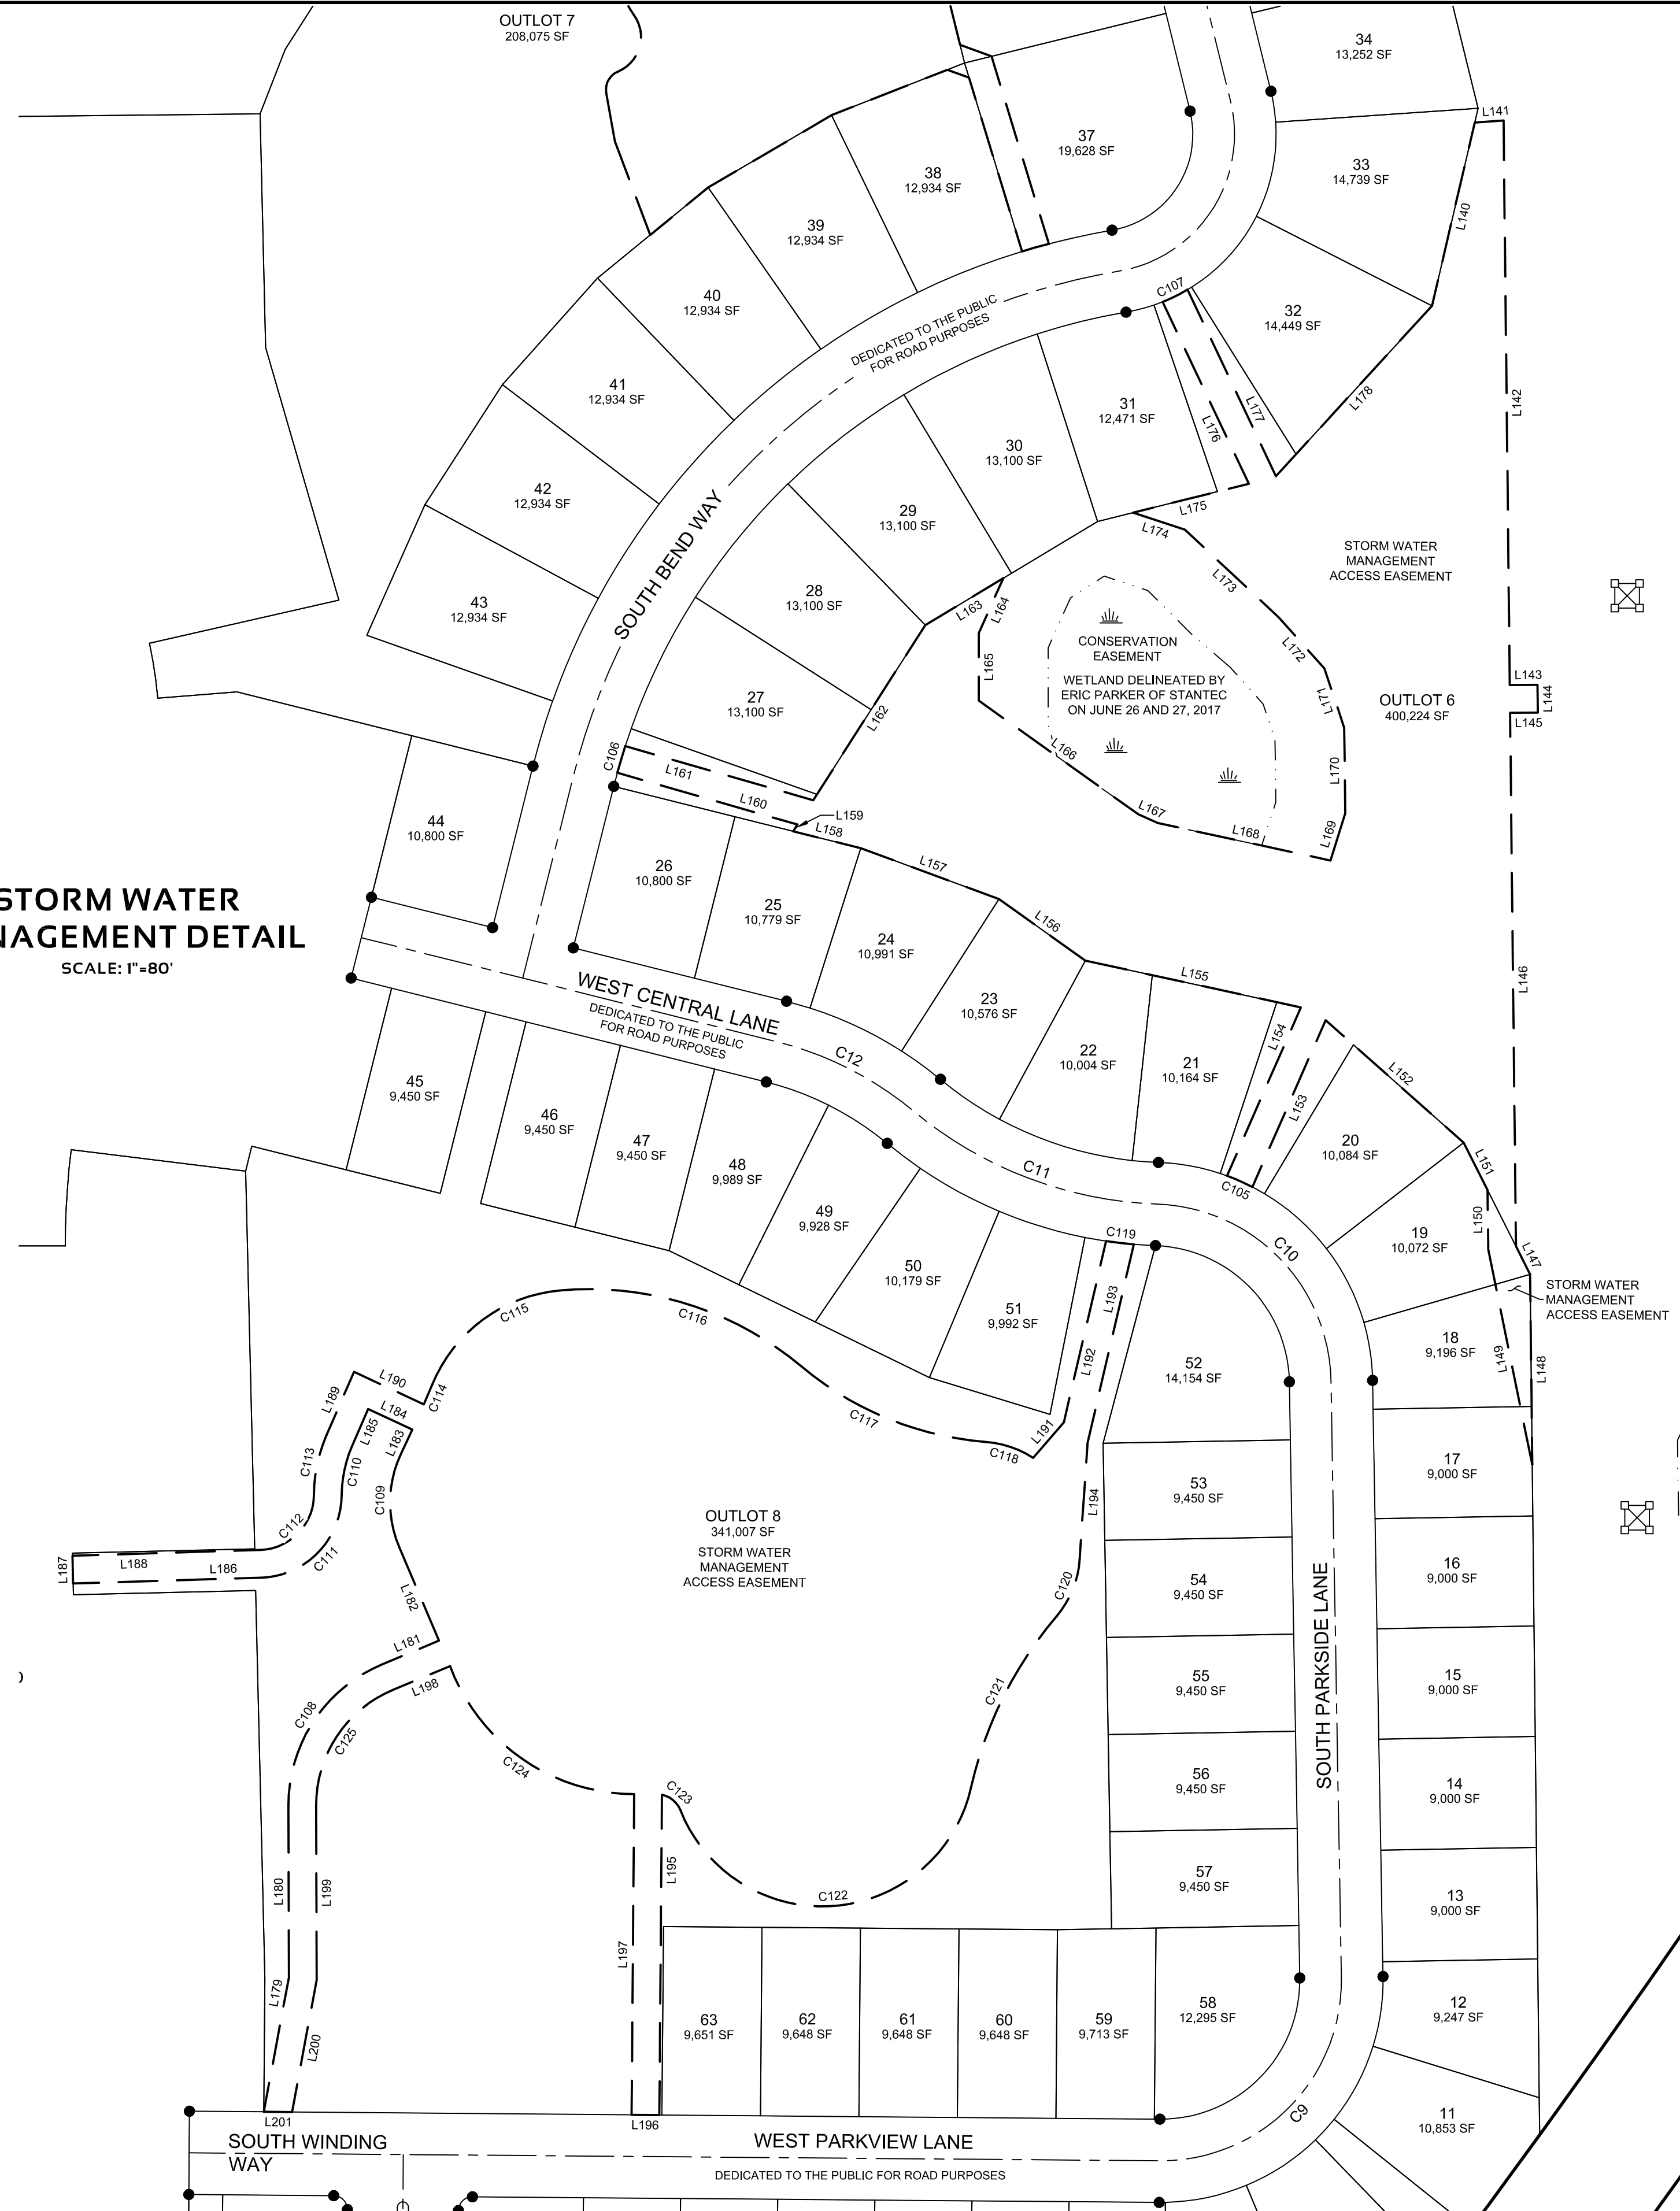 OUTLOT 7
208,075 SF
34
13,252 SF
L141
37
19,628 SF
33
14,739 SF
38
12,934 SF
L140
39
12,934 SF
40
12,934 SF
C107
32
14,449 SF
DEDICATED TO THE PUBLIC
FOR ROAD PURPOSES
41
12,934 SF
31
12,471 SF
L178
L142
L177
L176
30
13,100 SF
42
12,934 SF
29
13,100 SF
L175
L174
SOUTH BEND WAY
STORM WATER
MANAGEMENT
ACCESS EASEMENT
L173
28
13,100 SF
43
12,934 SF
L163
L164
L165
CONSERVATION
EASEMENT
WETLAND DELINEATED BY
ERIC PARKER OF STANTEC
ON JUNE 26 AND 27, 2017
L172
L171
L143
L144
L145
OUTLOT 6
400,224 SF
27
13,100 SF
L162
C106
L161
L160
L159
L158
L166
L167
L168
L169
L170
44
10,800 SF
26
10,800 SF
25
10,779 SF
L157
L156
24
10,991 SF
STORM WATER
NAGEMENT DETAIL
SCALE: 1"=80'
L155
L146
WEST CENTRAL LANE
DEDICATED TO THE PUBLIC
FOR ROAD PURPOSES
23
10,576 SF
C12
22
10,004 SF
21
10,164 SF
L154
L153
L152
45
9,450 SF
46
9,450 SF
47
9,450 SF
48
9,989 SF
49
9,928 SF
C11
C105
20
10,084 SF
L151
L150
19
10,072 SF
L147
C119
C10
50
10,179 SF
51
9,992 SF
L193
L192
STORM WATER
MANAGEMENT
ACCESS EASEMENT
C115
C116
18
9,196 SF
L149
L148
52
14,154 SF
L190
L189
C114
L184
L185
L183
C117
C118
L191
C113
C110
C109
17
9,000 SF
53
9,450 SF
L194
C112
C111
OUTLOT 8
341,007 SF
STORM WATER
MANAGEMENT
ACCESS EASEMENT
L187
L188
L186
16
9,000 SF
54
9,450 SF
C120
L182
SOUTH PARKSIDE LANE
L181
L198
)
55
9,450 SF
15
9,000 SF
C108
C125
C121
C124
C123
56
9,450 SF
14
9,000 SF
L180
L199
L195
C122
57
9,450 SF
13
9,000 SF
L197
L179
L200
63
9,651 SF
62
9,648 SF
61
9,648 SF
60
9,648 SF
59
9,713 SF
58
12,295 SF
12
9,247 SF
L201
L196
C9
11
10,853 SF
SOUTH WINDING
WAY
WEST PARKVIEW LANE
DEDICATED TO THE PUBLIC FOR ROAD PURPOSES